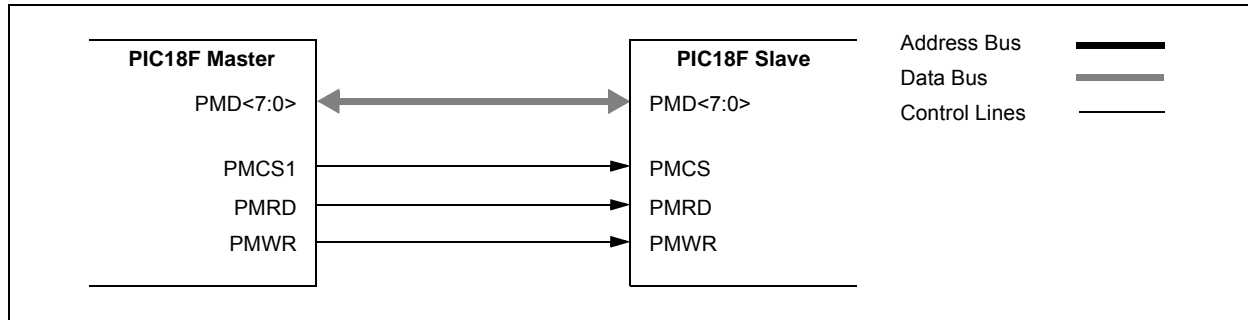 PIC18F Master
PMD<7:0>
PMCS1
PMRD
PMWR
PIC18F Slave
PMD<7:0>
PMCS
PMRD
PMWR
Address Bus
Data Bus
Control Lines